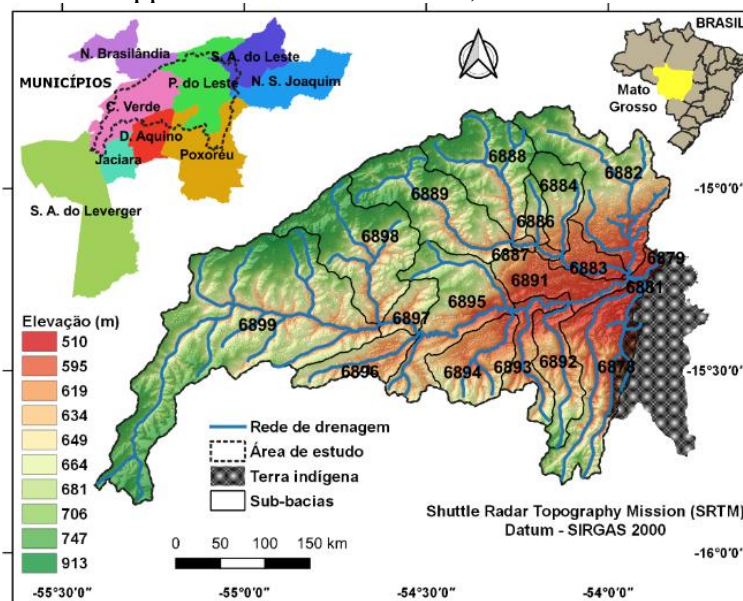 BRASIL
N. Brasilândia
S. A. do Leste
MUNICÍPIOS
P. do Leste
N. S. Joaquim
C. Verde
D. Aquino
Jaciara
Poxoréu
S. A. do Leverger
Mato
Grosso
6888
6882
6889
6884
6886
6898
6887
6879
6883
6891
6881
6895
6899
6897
6896
6894
6893
6892
6878
-15°0'0"
-15°30'0"
-16°0'0"
Elevação (m)
510
595
619
634
649
664
681
706
747
913
Rede de drenagem
Área de estudo
Terra indígena
Sub-bacias
0 50 100 150 km
Shuttle Radar Topography Mission (SRTM)
Datum - SIRGAS 2000
-55°30'0"
-55°0'0"
-54°30'0"
-54°0'0"